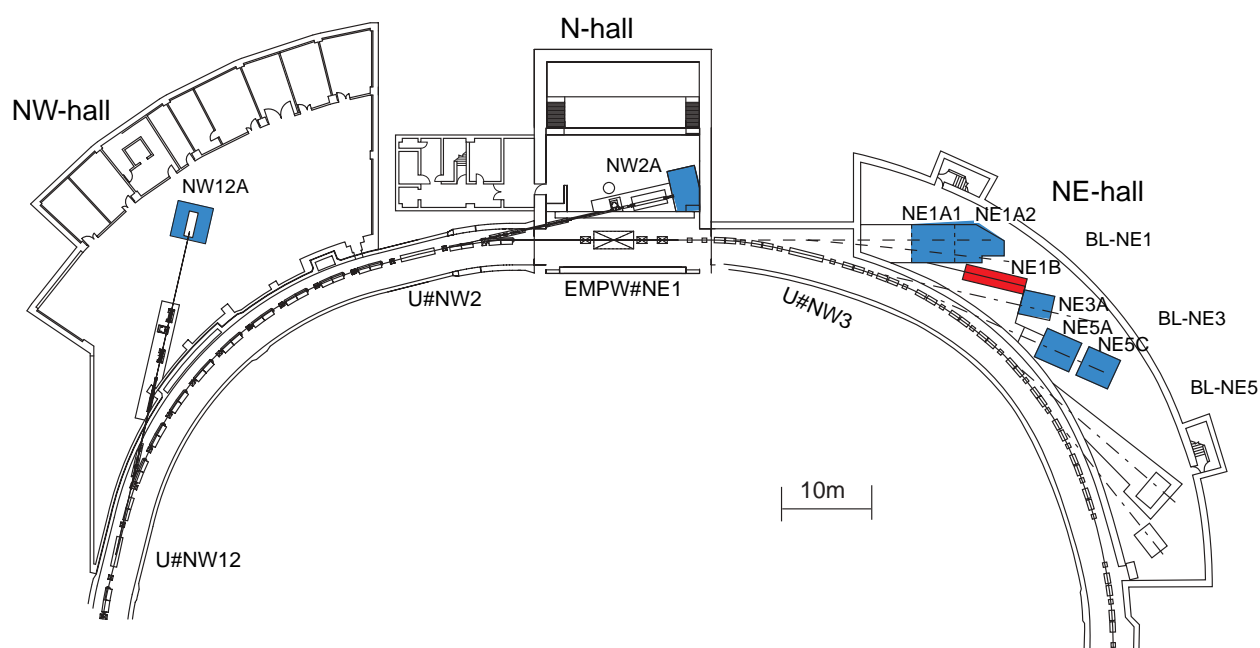 N-hall
NW-hall
NW2A
NW12A
NE-hall
NE1A1
NE1A2
BL-NE1
NE1B
U#NW2
EMPW#NE1
U#NW3
NE3A
BL-NE3
NE5A
NE5C
BL-NE5
10m
U#NW12